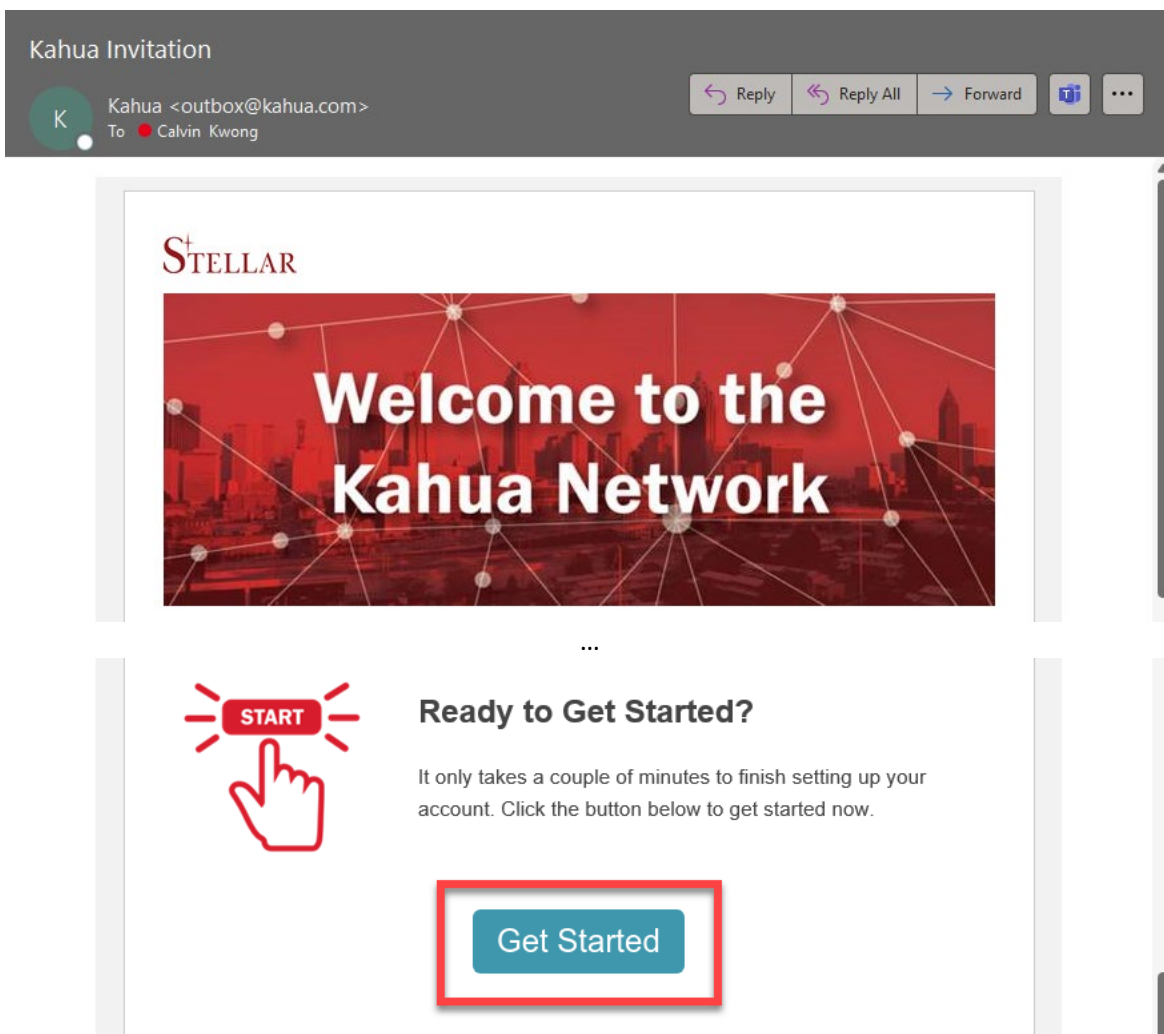 Kahua Invitation
K
Kahua <outbox@kahua.com>
To Calvin Kwong
Reply
Reply All
Forward
...
STELLAR
Welcome to the
Kahua Network
...
START
Ready to Get Started?
It only takes a couple of minutes to finish setting up your
account. Click the button below to get started now.
Get Started